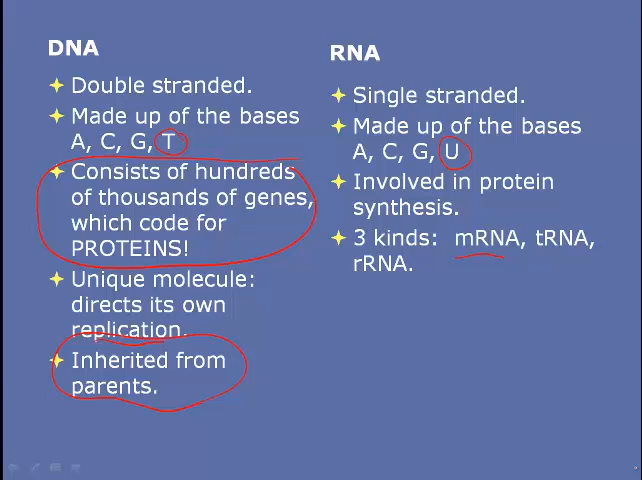 DNA
Double stranded.
Made up of the bases
A, C, G, T
Consists of hundreds
of thousands of genes,
which code for
PROTEINS!
Unique molecule:
directs its own
replication.
Inherited from
parents.
RNA
Single stranded.
Made up of the bases
A, C, G, U
Involved in protein
synthesis.
3 kinds: mRNA, tRNA,
rRNA.